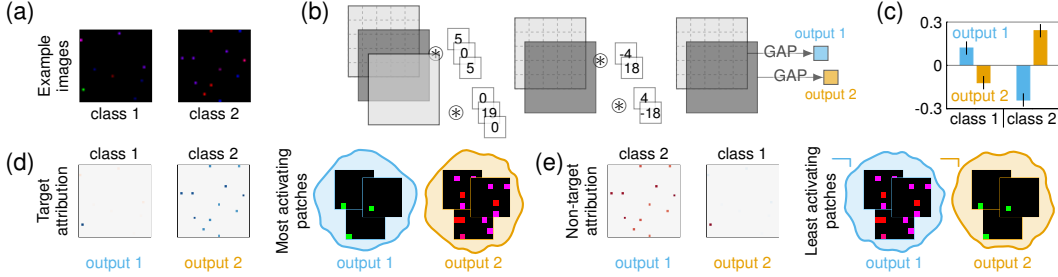 (a)
Example
images
class 1
class 2
(b)
5
0
5
0
19
0
-4
18
4
-18
GAP
GAP
output 1
output 2
(c)
0.3
0
-0.3
output 1
output 2
class 1
class 2
(d)
Target
attribution
class 1
class 2
output 1
output 2
Most activating
patches
output 1
output 2
(e)
Non-target
attribution
class 2
class 1
output 1
output 2
Least activating
patches
output 1
output 2